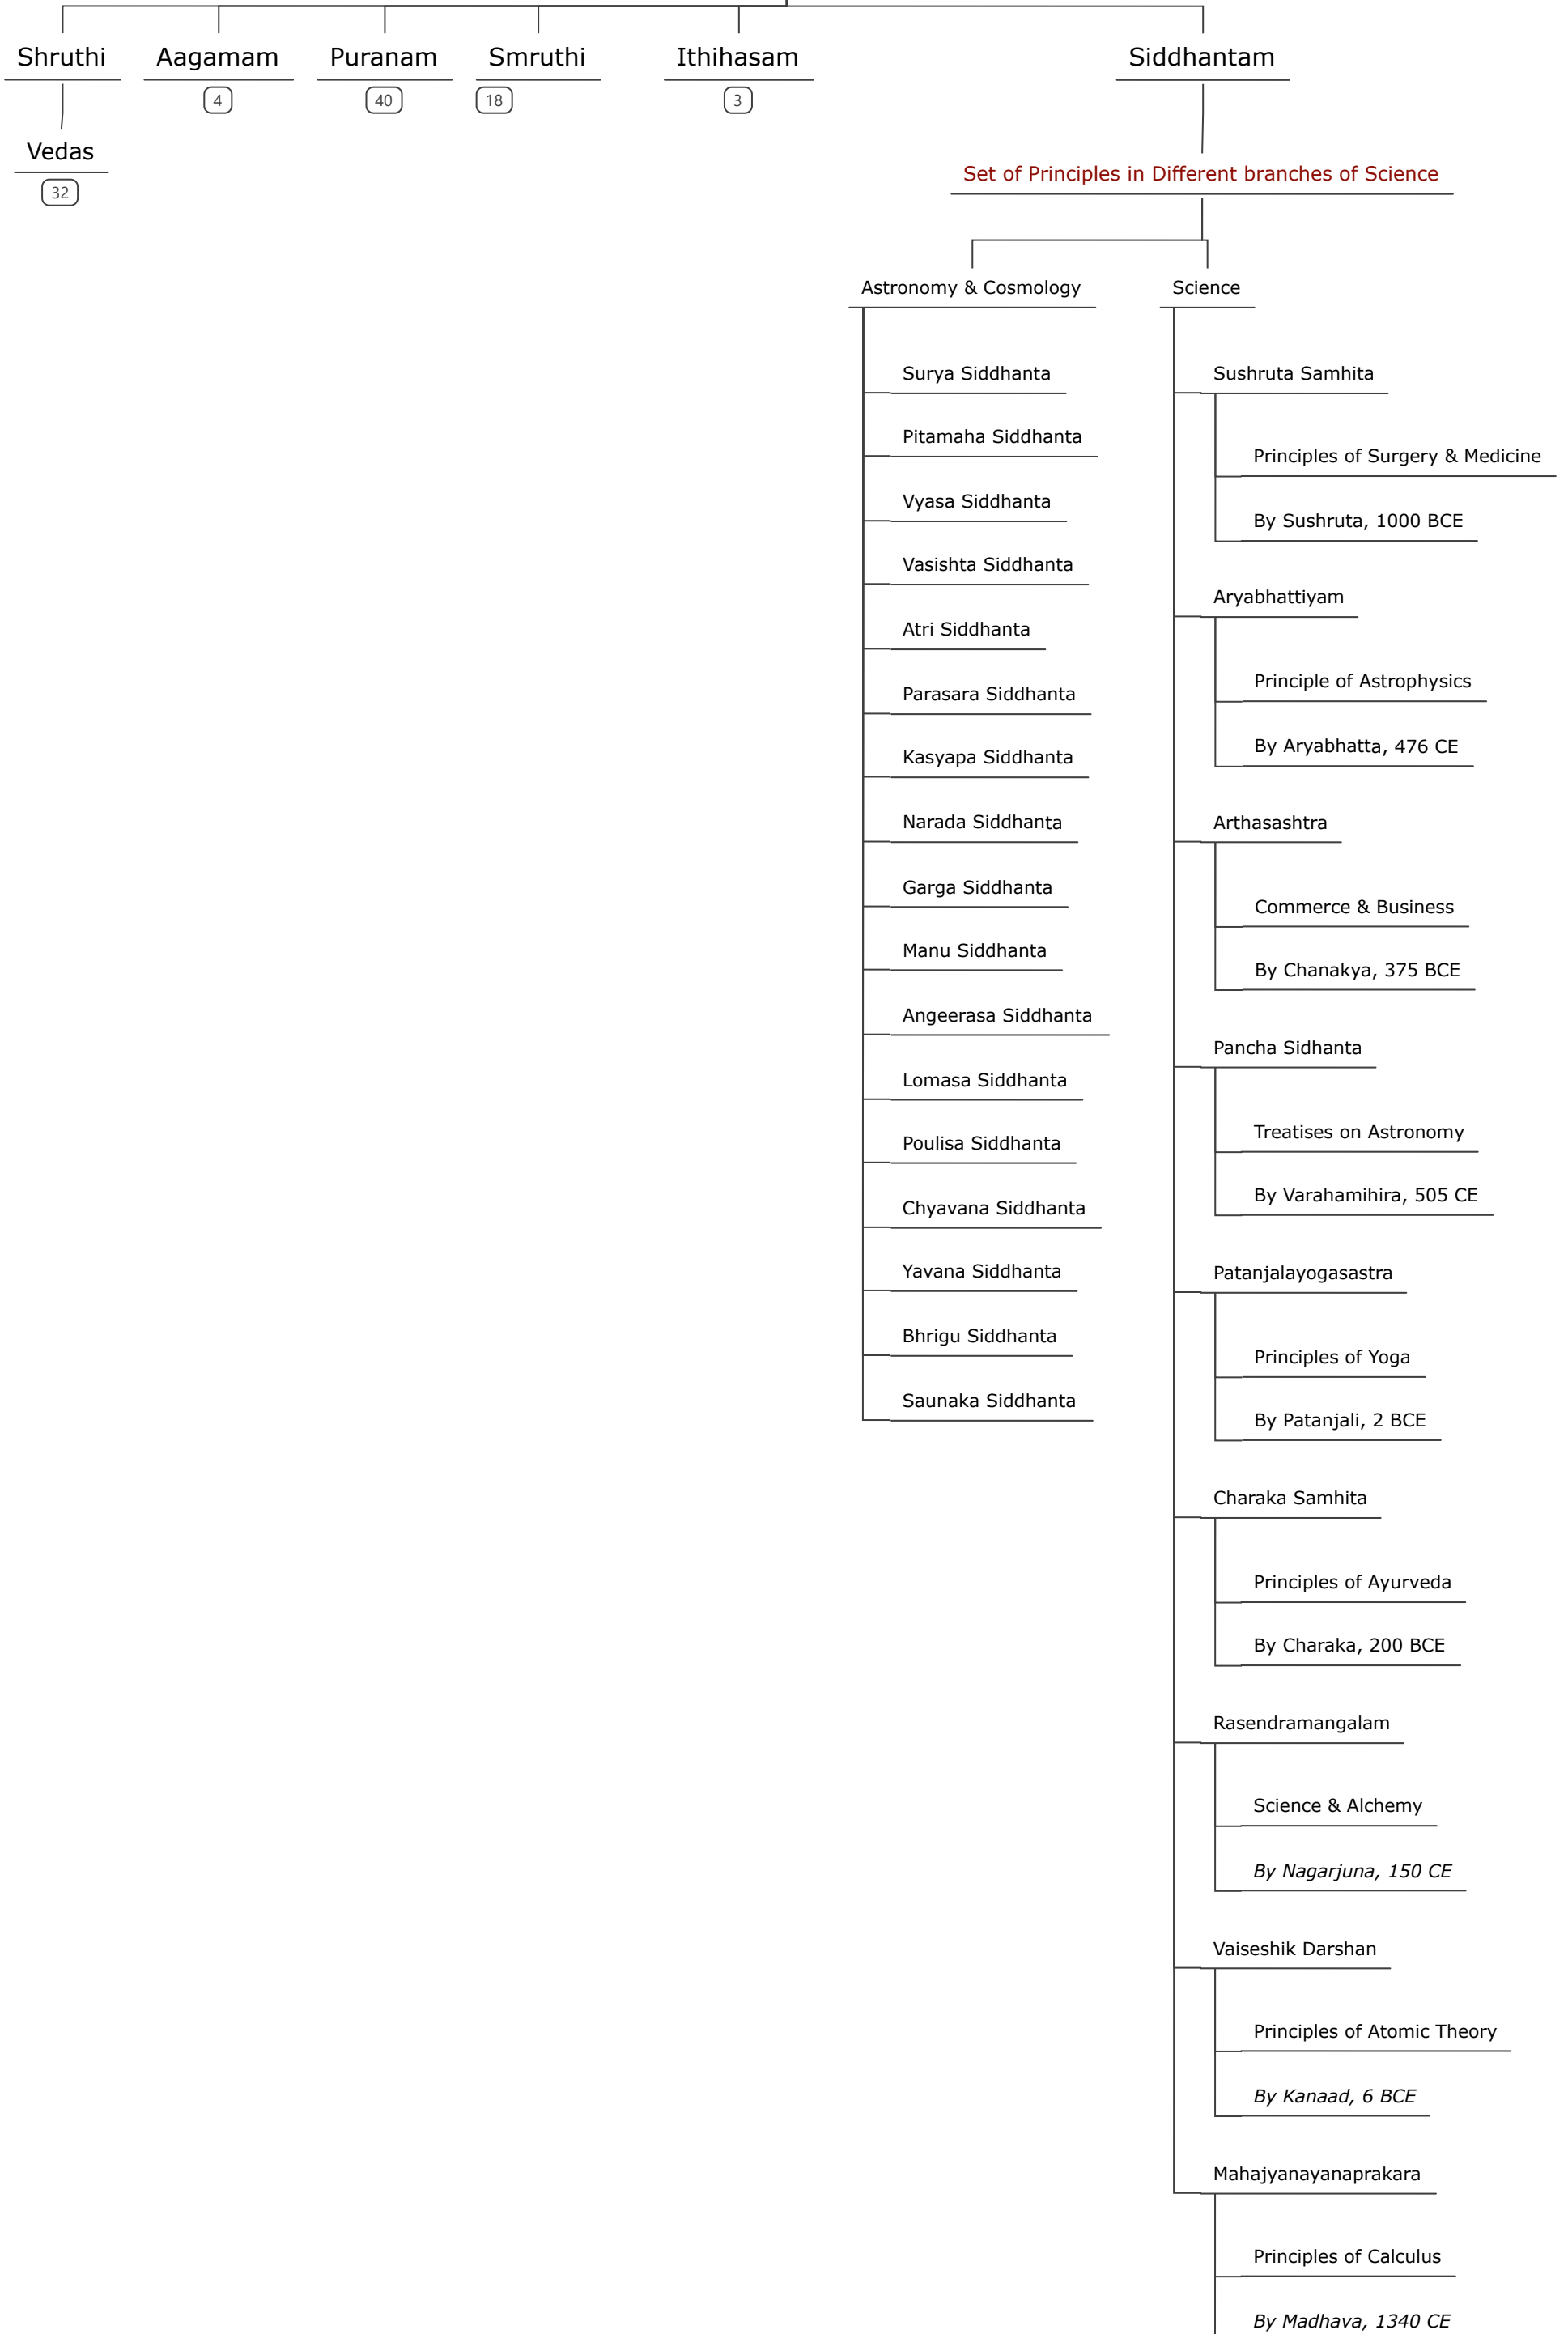 Shruthi
Aagamam
Puranam
Smruthi
Ithihasam
Siddhantam
4
40
18
3
Vedas
32
Set of Principles in Different branches of Science
Astronomy & Cosmology
Surya Siddhanta
Pitamaha Siddhanta
Vyasa Siddhanta
Vasishta Siddhanta
Atri Siddhanta
Parasara Siddhanta
Kasyapa Siddhanta
Narada Siddhanta
Garga Siddhanta
Manu Siddhanta
Angeerasa Siddhanta
Lomasa Siddhanta
Poulisa Siddhanta
Chyavana Siddhanta
Yavana Siddhanta
Bhrigu Siddhanta
Saunaka Siddhanta
Science
Sushruta Samhita
Principles of Surgery & Medicine
By Sushruta, 1000 BCE
Aryabhattiyam
Principle of Astrophysics
By Aryabhatta, 476 CE
Arthasashtra
Commerce & Business
By Chanakya, 375 BCE
Pancha Sidhanta
Treatises on Astronomy
By Varahamihira, 505 CE
Patanjalayogasastra
Principles of Yoga
By Patanjali, 2 BCE
Charaka Samhita
Principles of Ayurveda
By Charaka, 200 BCE
Rasendramangalam
Science & Alchemy
By Nagarjuna, 150 CE
Vaiseshik Darshan
Principles of Atomic Theory
By Kanaad, 6 BCE
Mahajyanayanaprakara
Principles of Calculus
By Madhava, 1340 CE